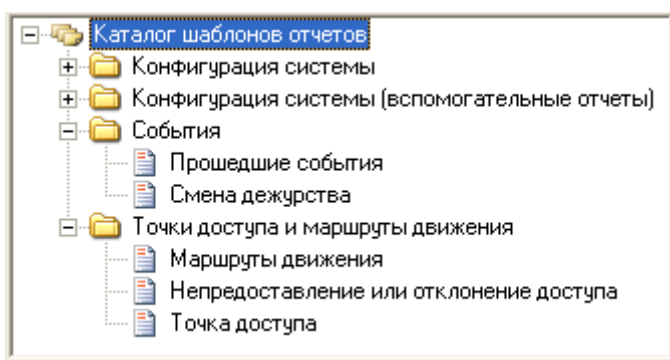 Каталог шаблонов отчетов
Конфигурация системы
Конфигурация системы (вспомогательные отчеты)
События
Прошедшие события
Смена дежурства
Точки доступа и маршруты движения
Маршруты движения
Непредоставление или отклонение доступа
Точка доступа